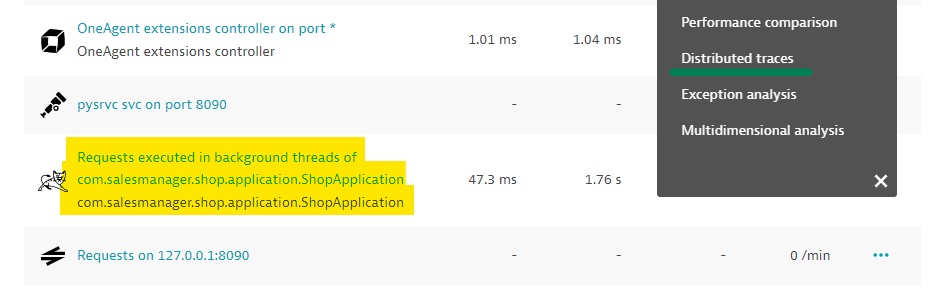 OneAgent extensions controller on port *
OneAgent extensions controller
1.01 ms
1.04 ms
Performance comparison
Distributed traces
Exception analysis
Multidimensional analysis
pysrvc svc on port 8090
-
-
Requests executed in background threads of
com.salesmanager.shop.application.ShopApplication
com.salesmanager.shop.application.ShopApplication
47.3 ms
1.76 s
Requests on 127.0.0.1:8090
-
-
-
0 /min